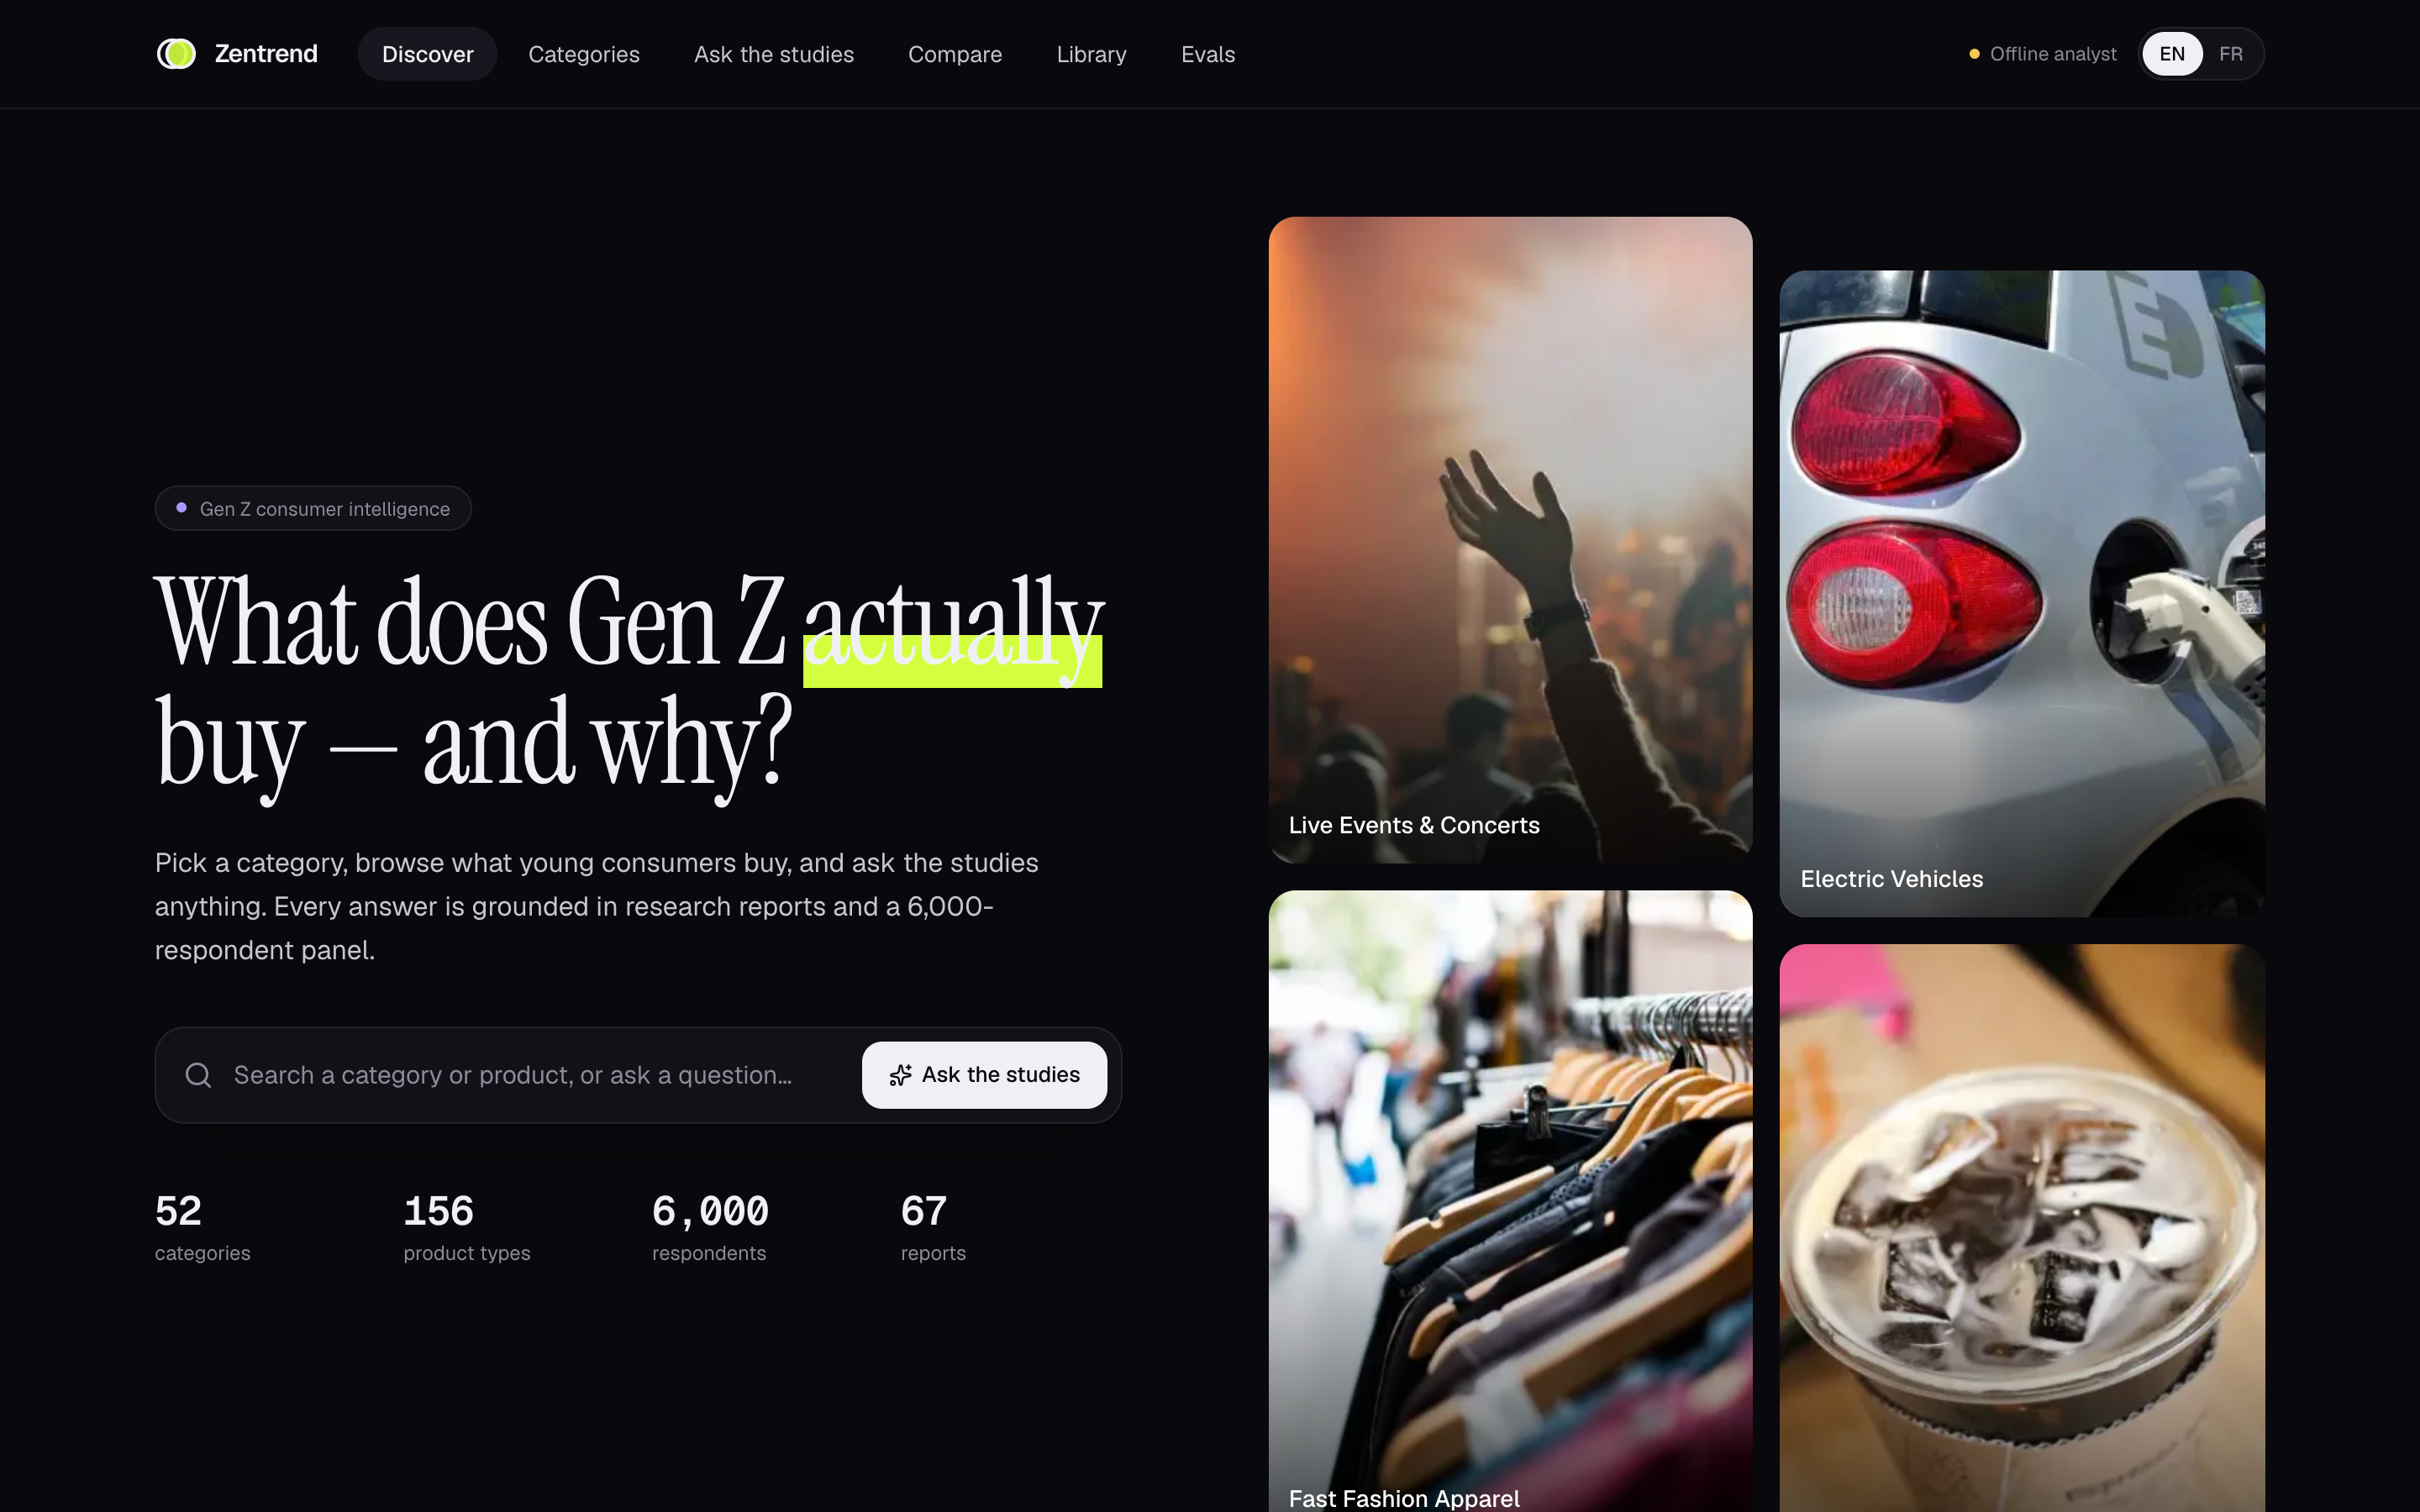 Zentrend
Discover
Categories
Ask the studies
Compare
Library
Evals
Offline analyst
EN
FR
Gen Z consumer intelligence
What does Gen Z actually
buy — and why?
Pick a category, browse what young consumers buy, and ask the studies
anything. Every answer is grounded in research reports and a 6,000-
respondent panel.
Search a category or product, or ask a question...
Ask the studies
52
categories
156
product types
6,000
respondents
67
reports
Live Events & Concerts
Electric Vehicles
Fast Fashion Apparel